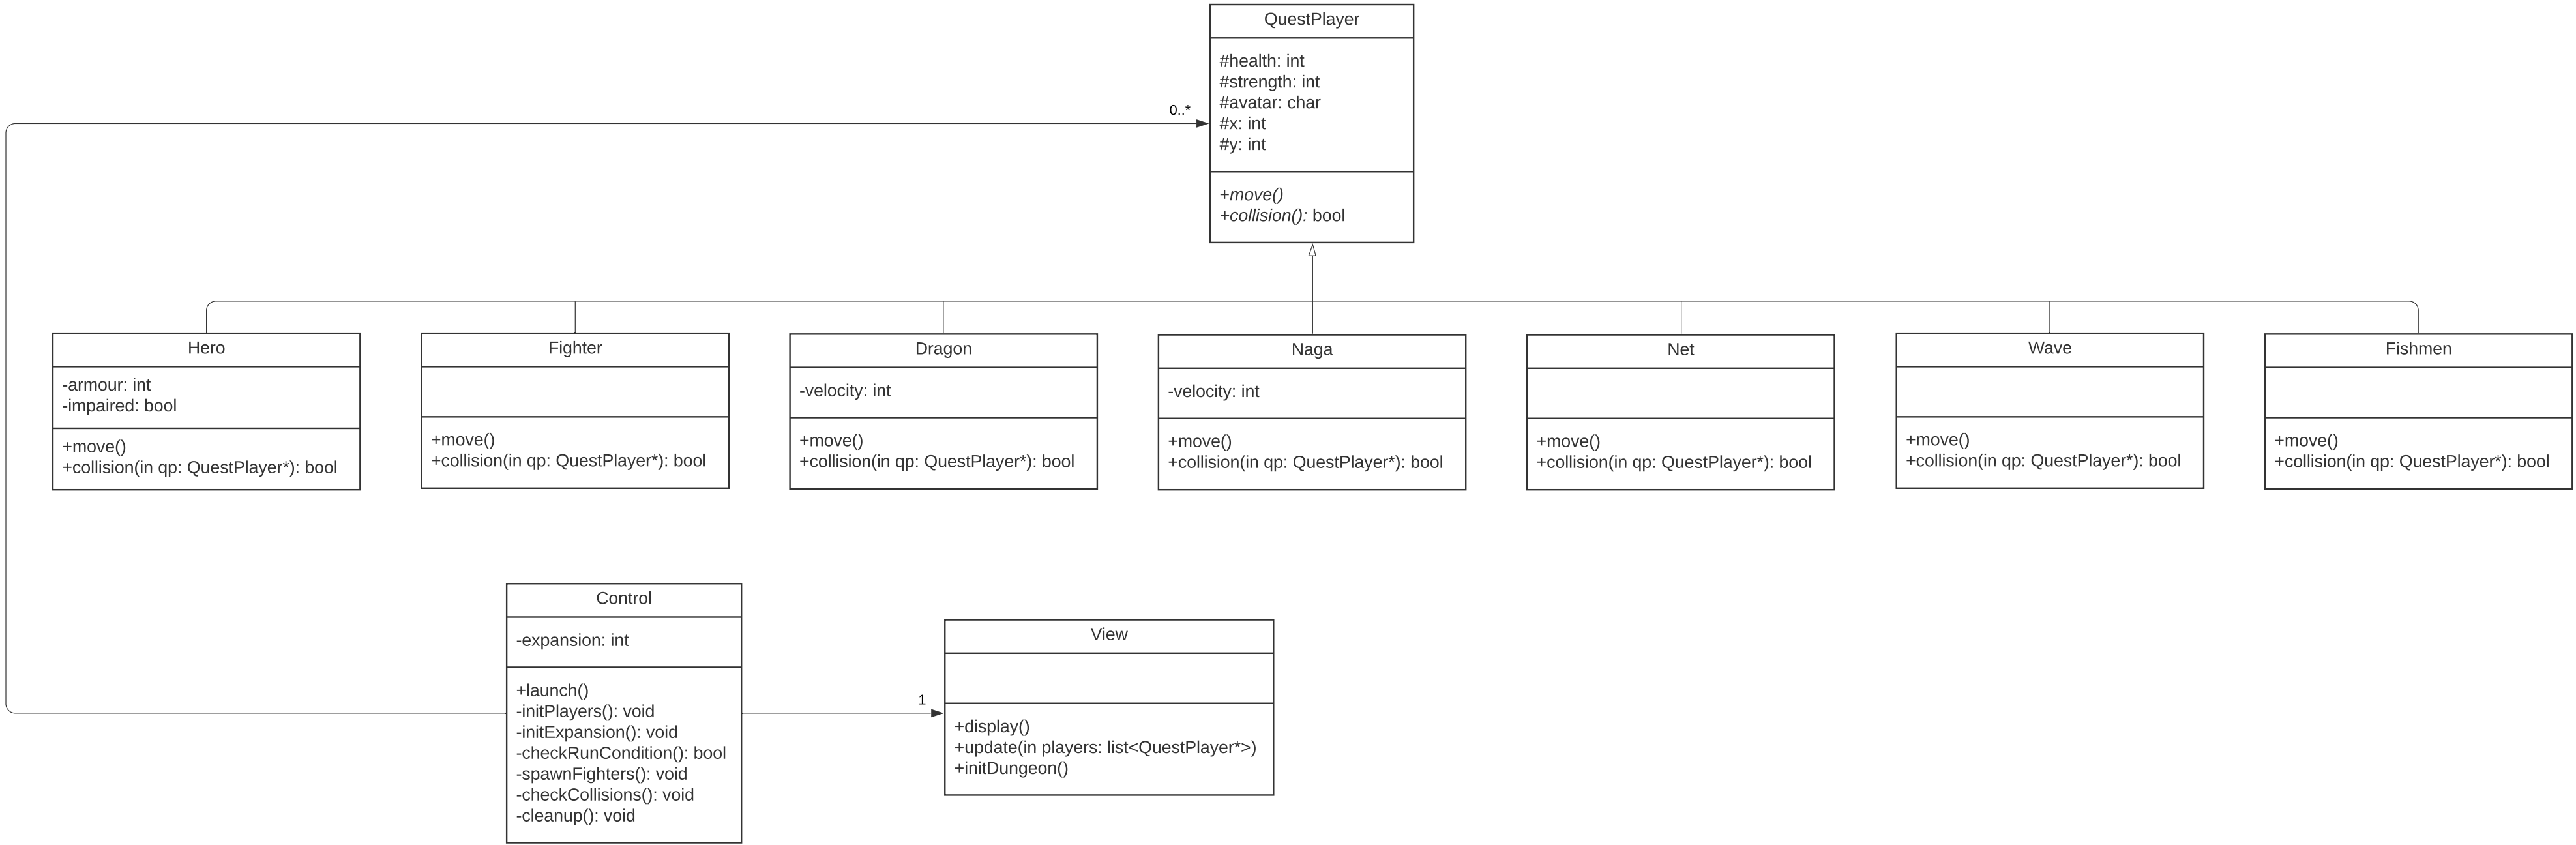 QuestPlayer
#health: int
#strength: int
#avatar: char
#x: int
#y: int
+move()
+collision(): bool
0..*
Hero
-armour: int
-impaired: bool
+move()
+collision(in qp: QuestPlayer*): bool
Fighter
+move()
+collision(in qp: QuestPlayer*): bool
Dragon
-velocity: int
+move()
+collision(in qp: QuestPlayer*): bool
Naga
-velocity: int
+move()
+collision(in qp: QuestPlayer*): bool
Net
+move()
+collision(in qp: QuestPlayer*): bool
Wave
+move()
+collision(in qp: QuestPlayer*): bool
Fishmen
+move()
+collision(in qp: QuestPlayer*): bool
Control
-expansion: int
+launch()
-initPlayers(): void
-initExpansion(): void
-checkRunCondition(): bool
-spawnFighters(): void
-checkCollisions(): void
-cleanup(): void
1
View
+display()
+update(in players: list<QuestPlayer*>)
+initDungeon()